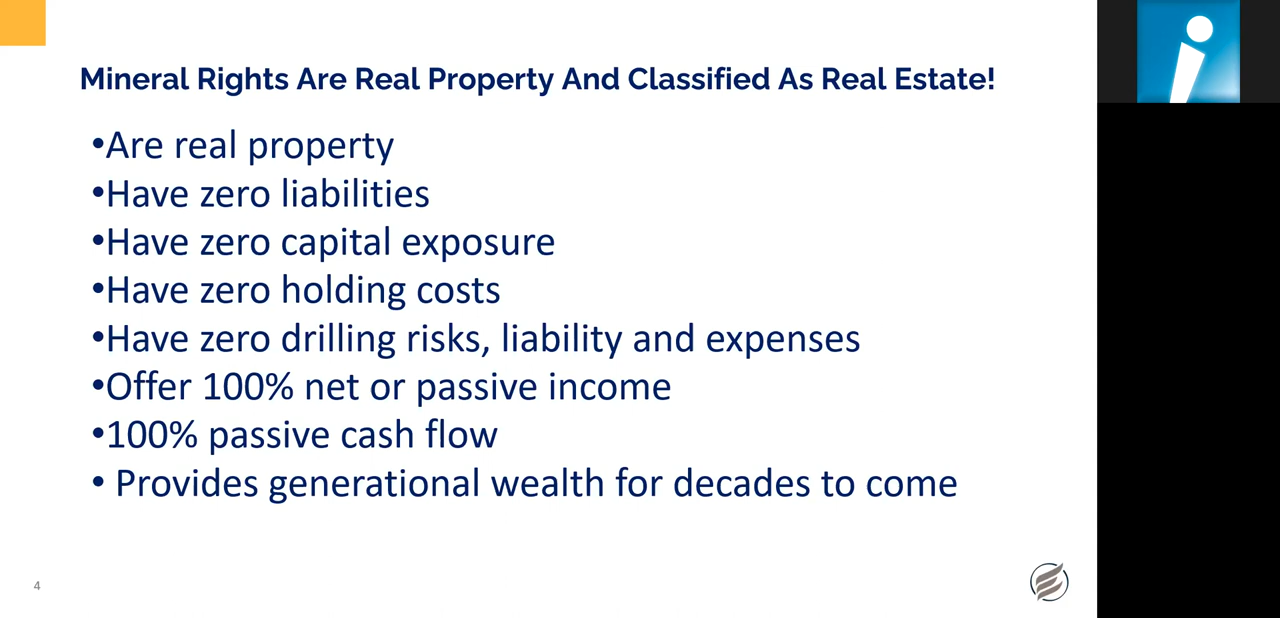 Mineral Rights Are Real Property And Classified As Real Estate!
•Are real property
•Have zero liabilities
•Have zero capital exposure
•Have zero holding costs
•Have zero drilling risks, liability and expenses
•Offer 100% net or passive income
•100% passive cash flow
• Provides generational wealth for decades to come
4